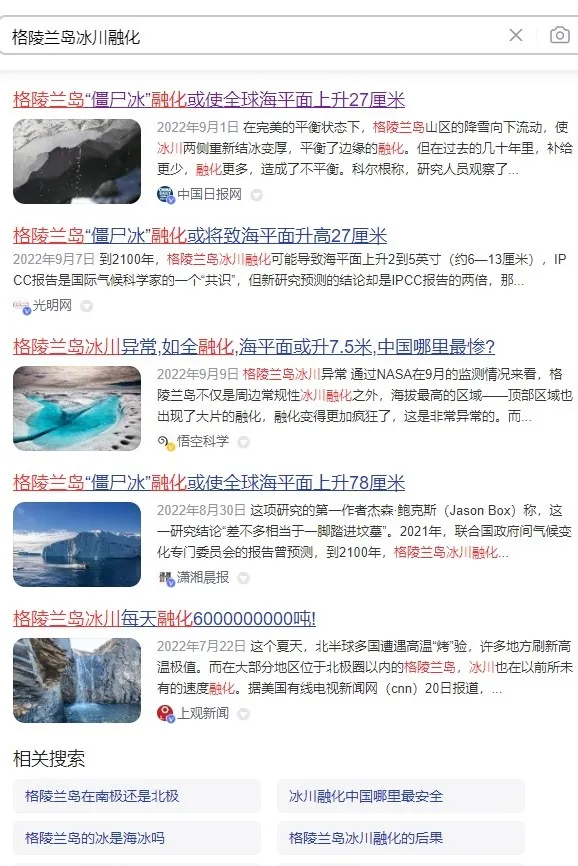 格陵兰岛冰川融化
格陵兰岛“僵尸冰”融化或使全球海平面上升27厘米
2022年9月1日 在完美的平衡状态下，格陵兰岛山区的降雪向下流动，使
冰川两侧重新结冰变厚，平衡了边缘的融化。但在过去的几十年里，补给
更少，融化更多，造成了不平衡。科尔根称，研究人员观察了...
中国日报网
格陵兰岛“僵尸冰”融化或将致海平面升高27厘米
2022年9月7日 到2100年，格陵兰岛冰川融化可能导致海平面上升2到5英寸（约6—13厘米），IP
CC报告是国际气候科学家的一个“共识”，但新研究预测的结论却是IPCC报告的两倍，那...
光明网
格陵兰岛冰川异常,如全融化,海平面或升7.5米,中国哪里最惨?
2022年9月9日 格陵兰岛冰川异常 通过NASA在9月的监测情况来看，格
陵兰岛不仅是周边常规性冰川融化之外，海拔最高的区域——顶部区域也
出现了大片的融化，融化变得更加疯狂了，这是非常异常的。而...
悟空科学
格陵兰岛“僵尸冰”融化或使全球海平面上升78厘米
2022年8月30日 这项研究的第一作者杰森·鲍克斯（Jason Box）称，这
一研究结论“差不多相当于一脚踏进坟墓”。2021年，联合国政府间气候变
化专门委员会的报告曾预测，到2100年，格陵兰岛冰川融化...
潇湘晨报
格陵兰岛冰川每天融化6000000000吨!
2022年7月22日 这个夏天，北半球多国遭遇高温“烤”验，许多地方刷新高
温极值。而在大部分地区位于北极圈以内的格陵兰岛，冰川也在以前所未
有的速度融化。据美国有线电视新闻网（cnn）20日报道，...
上观新闻
相关搜索
格陵兰岛在南极还是北极
冰川融化中国哪里最安全
格陵兰岛的冰是海冰吗
格陵兰岛冰川融化的后果